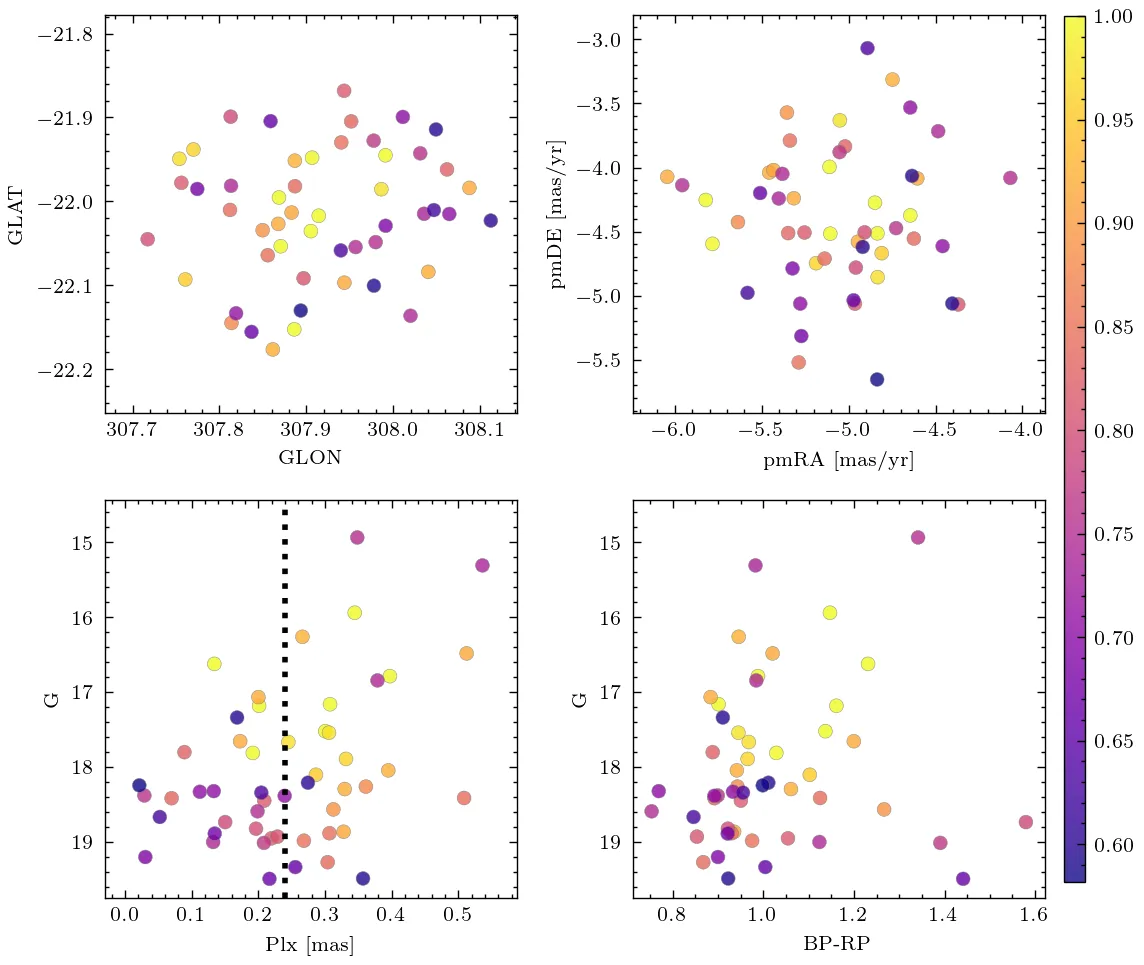 −21.8
−21.9
−22.0
−22.1
−22.2
GLAT
307.7 307.8 307.9 308.0 308.1
GLON
−3.0
−3.5
−4.0
−4.5
−5.0
−5.5
pmDE [mas/yr]
−6.0 −5.5 −5.0 −4.5 −4.0
pmRA [mas/yr]
15
16
17
18
19
G
0.0 0.1 0.2 0.3 0.4 0.5
Plx [mas]
15
16
17
18
19
G
0.8 1.0 1.2 1.4 1.6
BP-RP
1.00
0.95
0.90
0.85
0.80
0.75
0.70
0.65
0.60